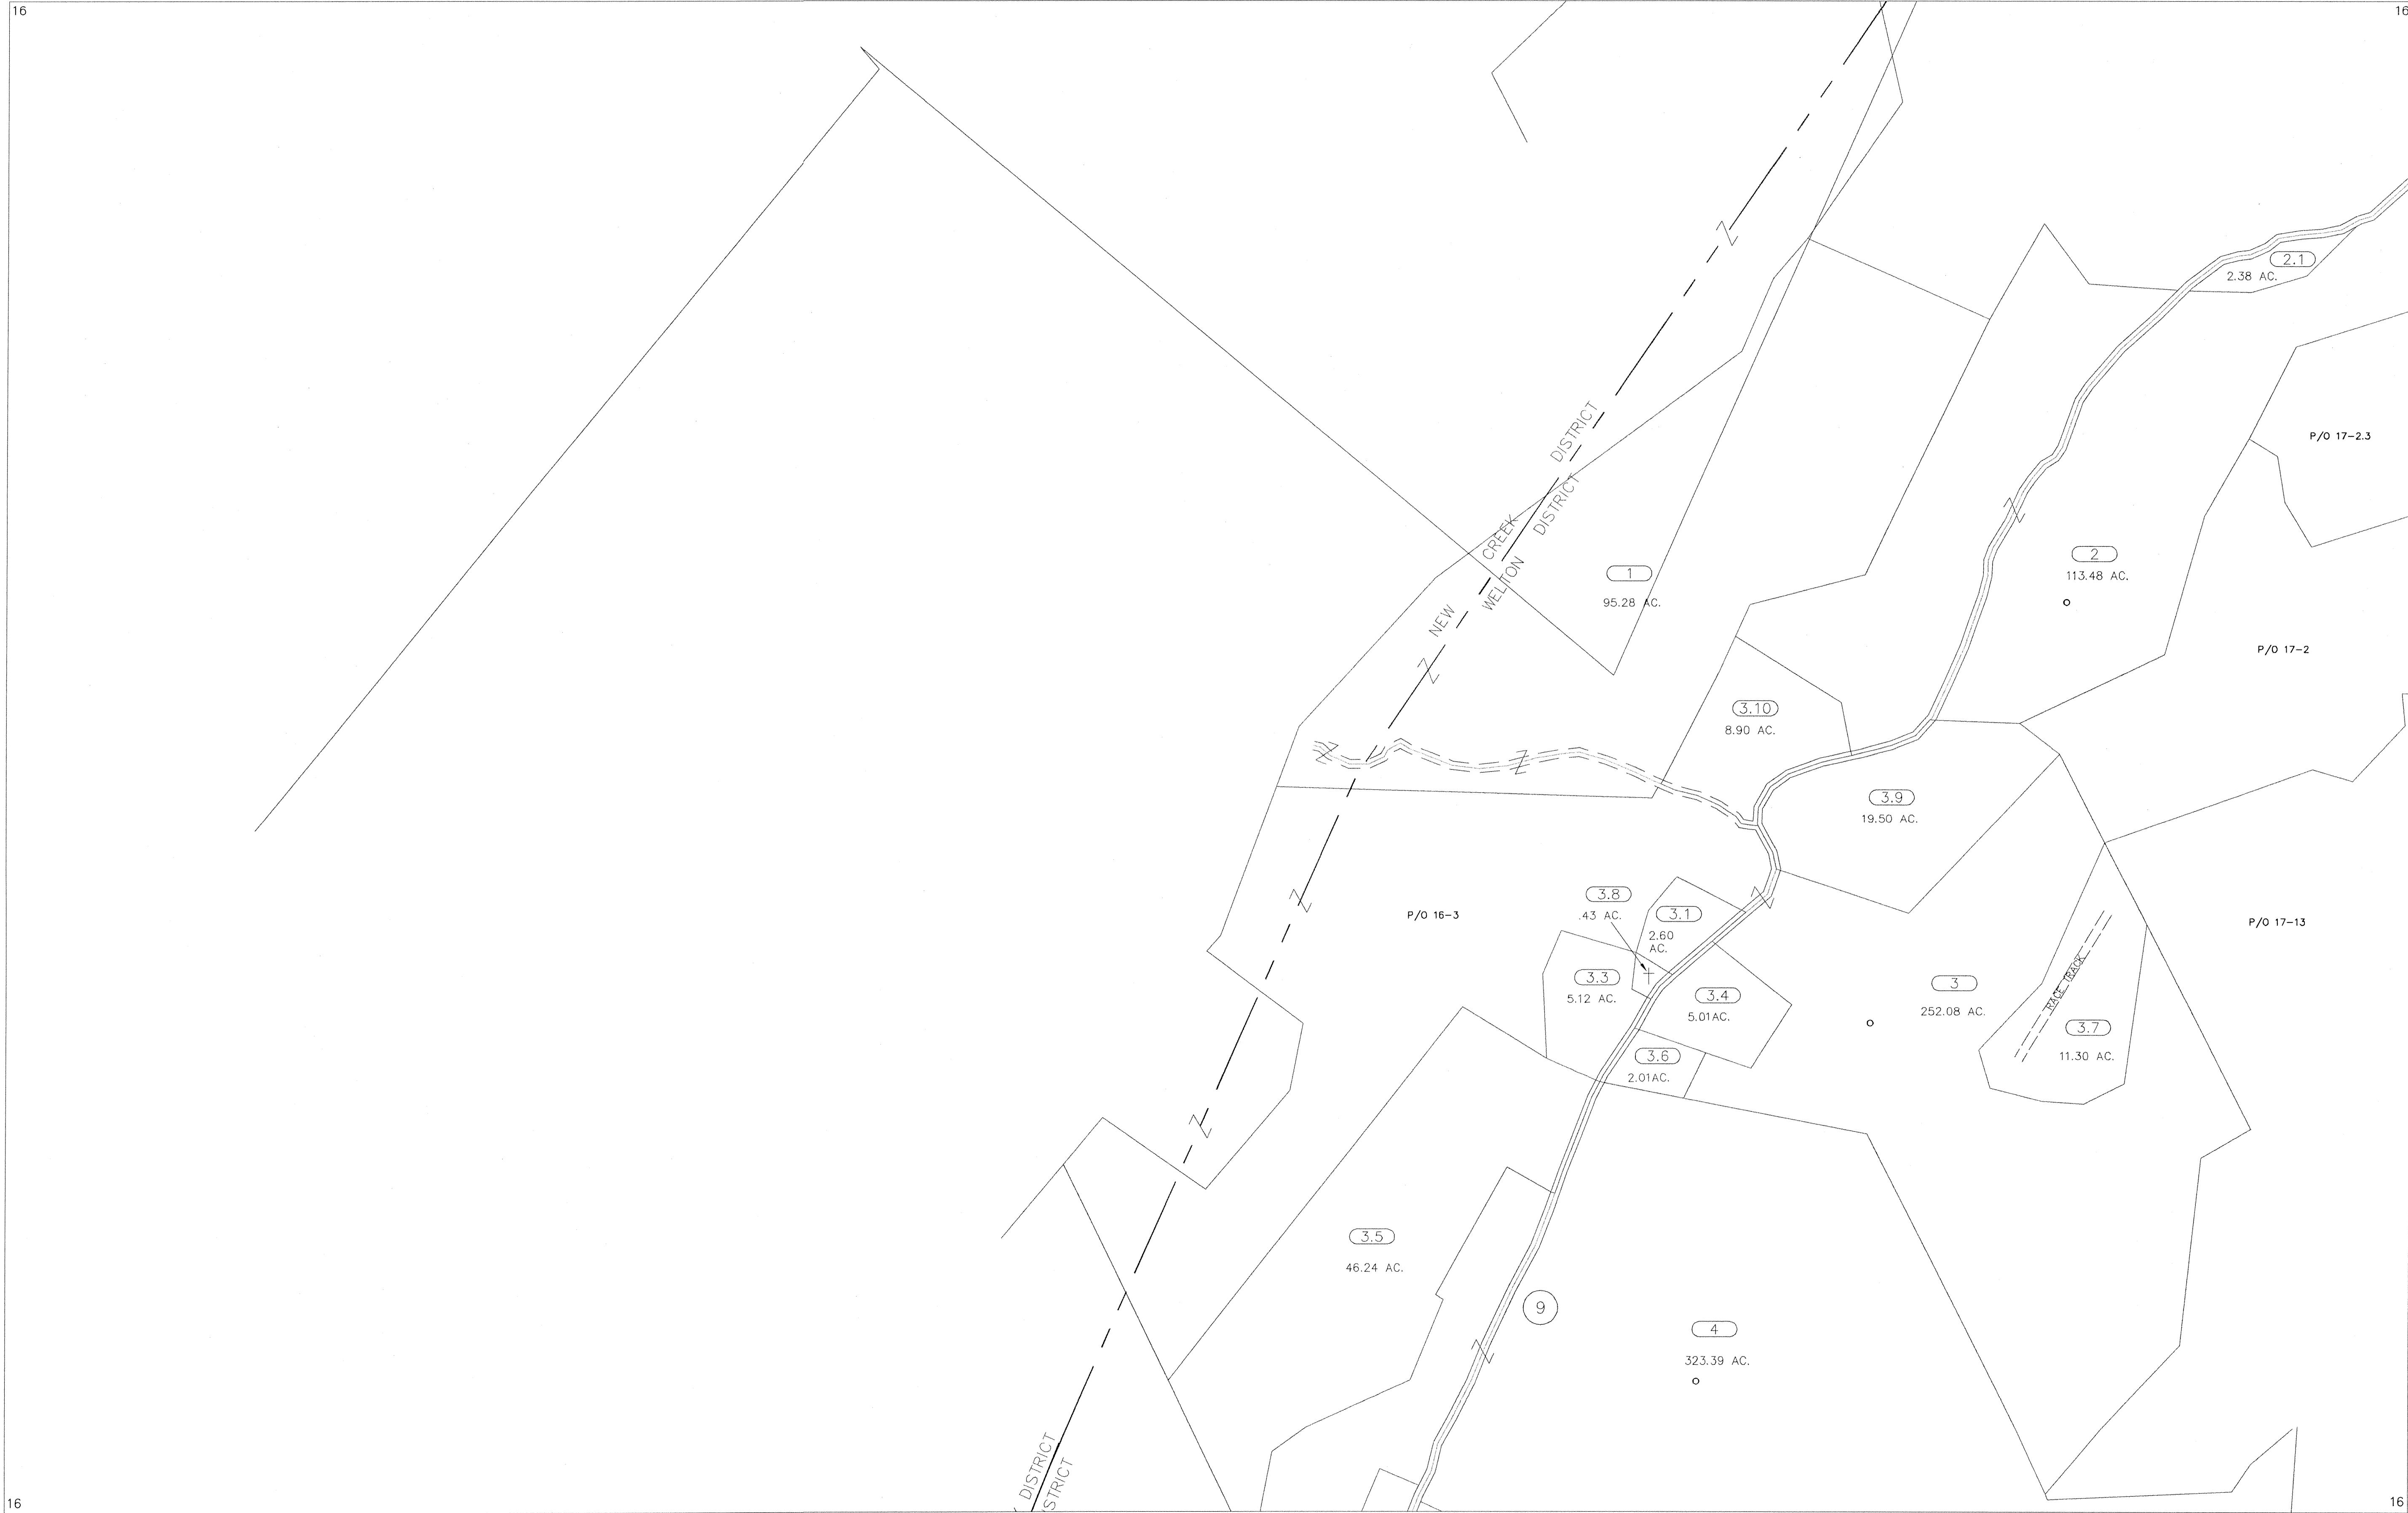 16
16
2.1
2.38 AC.
P/O 17-2.3
NEW CREEK DISTRICT
WELTON DISTRICT
1
95.28 AC.
2
113.48 AC.
P/O 17-2
3.10
8.90 AC.
3.9
19.50 AC.
P/O 16-3
3.8
.43 AC.
3.1
2.60
AC.
P/O 17-13
3.3
5.12 AC.
3.4
5.01AC.
3
252.08 AC.
RACE TRACK
3.7
11.30 AC.
3.6
2.01AC.
3.5
46.24 AC.
9
4
323.39 AC.
DISTRICT
STRICT
16
16